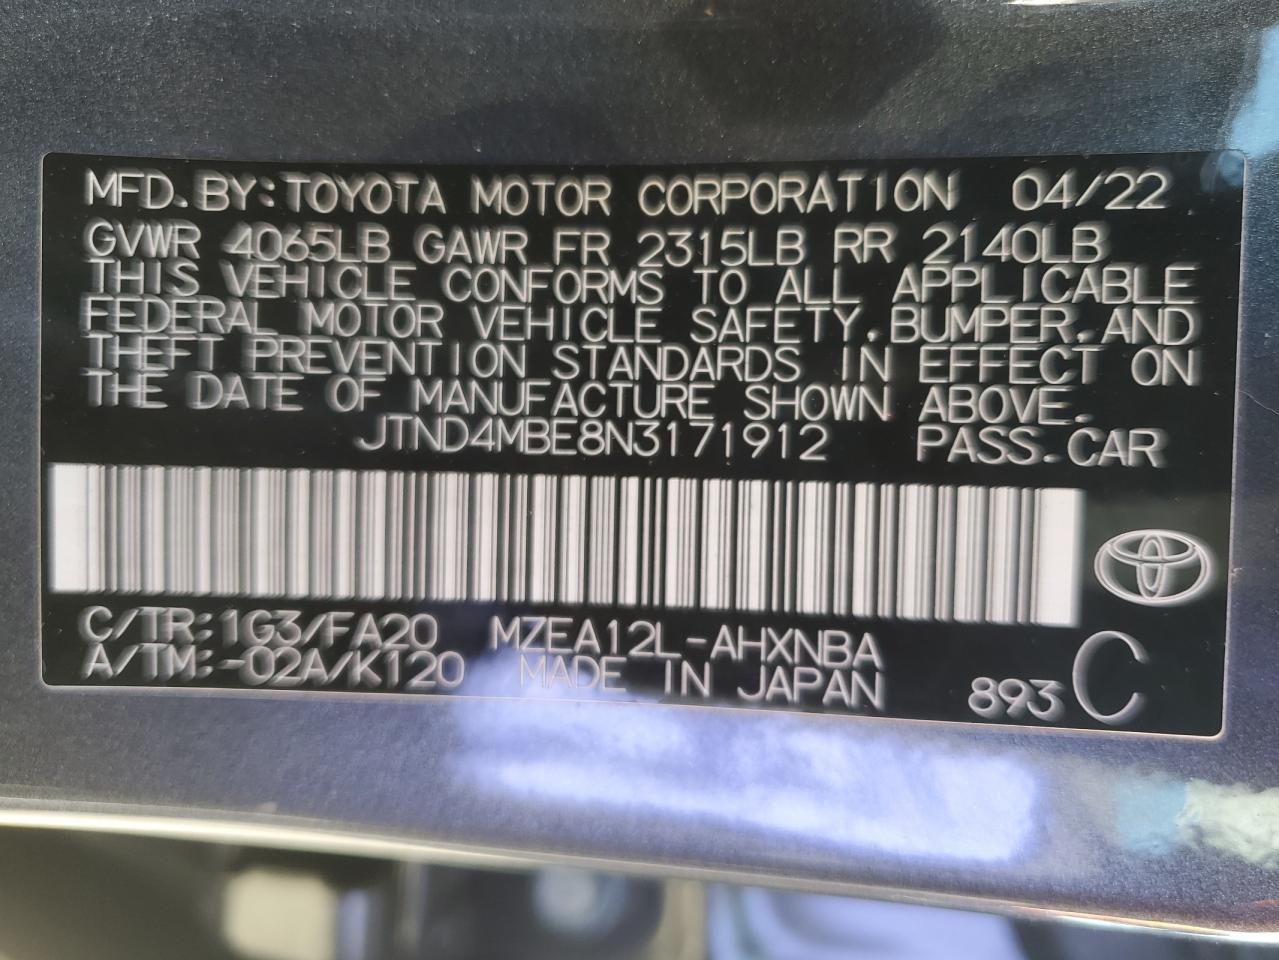 MFD.BY:TOYOTA MOTOR CORPORATION 04/22
GVWR 4065LB GAWR FR 2315LB RR 2140LB
THIS VEHICLE CONFORMS TO ALL APPLICABLE
FEDERAL MOTOR VEHICLE SAFETY,BUMPER,AND
THEFT PREVENTION STANDARDS IN EFFECT ON
THE DATE OF MANUFACTURE SHOWN ABOVE.
JTND4MBE8N3171912 PASS.CAR
C/TR:1G3/FA20 MZEA12L-AHXNBA
A/TM:-02A/K120 MADE IN JAPAN 893 C